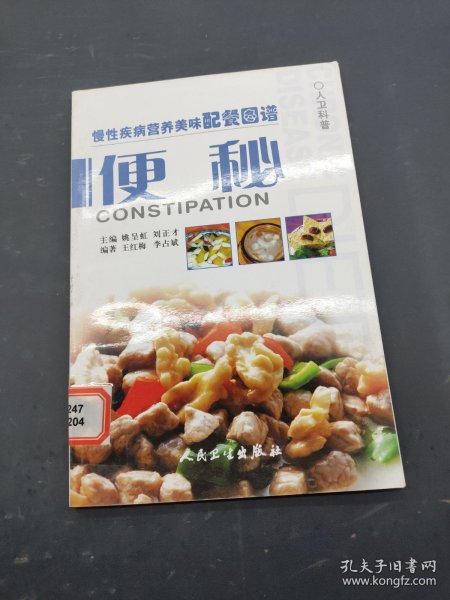 人卫科普
慢性疾病营养美味配餐图谱
便秘
CONSTIPATION
主编 姚呈虹 刘正才
编著 王红梅 李占斌
DISEASE
DIET
247
204
人民卫生出版社
孔夫子旧书网
www.kongfz.com